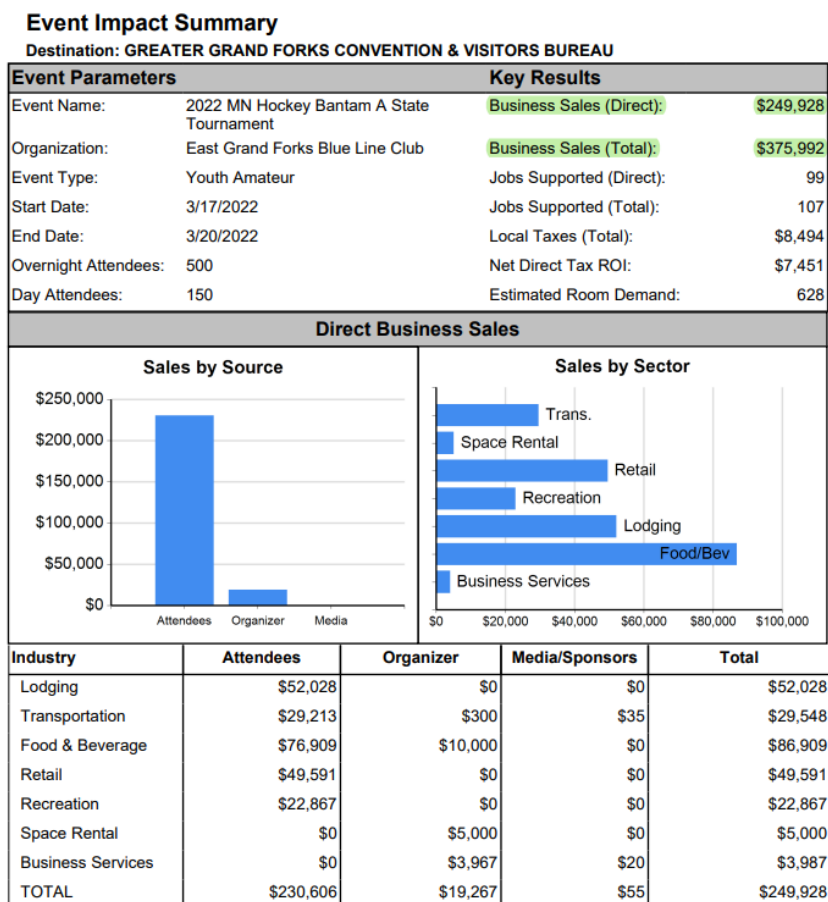 Event Impact Summary
Destination: GREATER GRAND FORKS CONVENTION & VISITORS BUREAU
Event Parameters Key Results
Event Name: 2022 MN Hockey Bantam A State Business Sales (Direct): $249,928
Tournament
Organization: East Grand Forks Blue Line Club Business Sales (Total): $375,992
Event Type: Youth Amateur Jobs Supported (Direct): 99
Start Date: 3/17/2022 Jobs Supported (Total): 107
End Date: 3/20/2022 Local Taxes (Total): $8,494
Overnight Attendees: 500 Net Direct Tax ROI: $7,451
Day Attendees: 150 Estimated Room Demand: 628
Direct Business Sales
Sales by Source
$250,000
$200,000
$150,000
$100,000
$50,000
$0
Attendees Organizer Media
Sales by Sector
Trans.
Space Rental
Retail
Recreation
Lodging
Food/Bev
Business Services
$0 $20,000 $40,000 $60,000 $80,000 $100,000
Industry Attendees Organizer Media/Sponsors Total
Lodging $52,028 $0 $0 $52,028
Transportation $29,213 $300 $35 $29,548
Food & Beverage $76,909 $10,000 $0 $86,909
Retail $49,591 $0 $0 $49,591
Recreation $22,867 $0 $0 $22,867
Space Rental $0 $5,000 $0 $5,000
Business Services $0 $3,967 $20 $3,987
TOTAL $230,606 $19,267 $55 $249,928